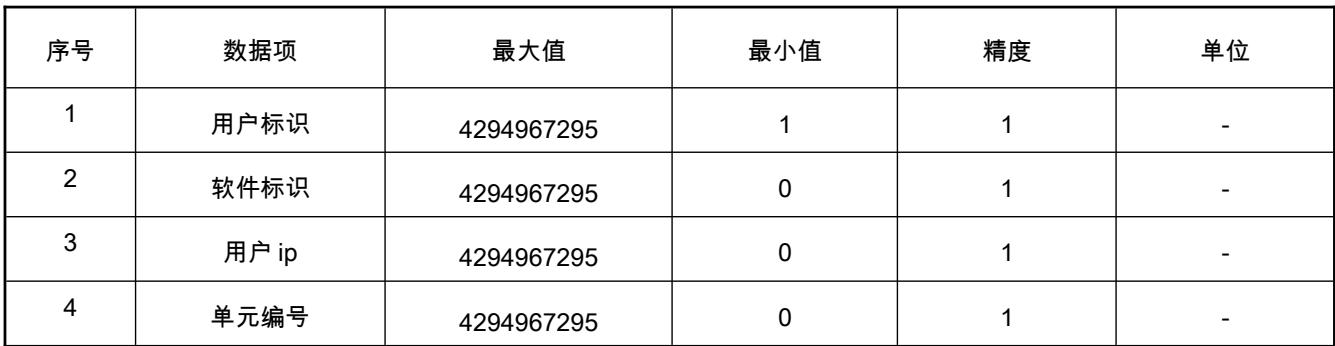 序号 数据项 最大值 最小值 精度 单位
1 用户标识 4294967295 1 1 -
2 软件标识 4294967295 0 1 -
3 用户 ip 4294967295 0 1 -
4 单元编号 4294967295 0 1 -